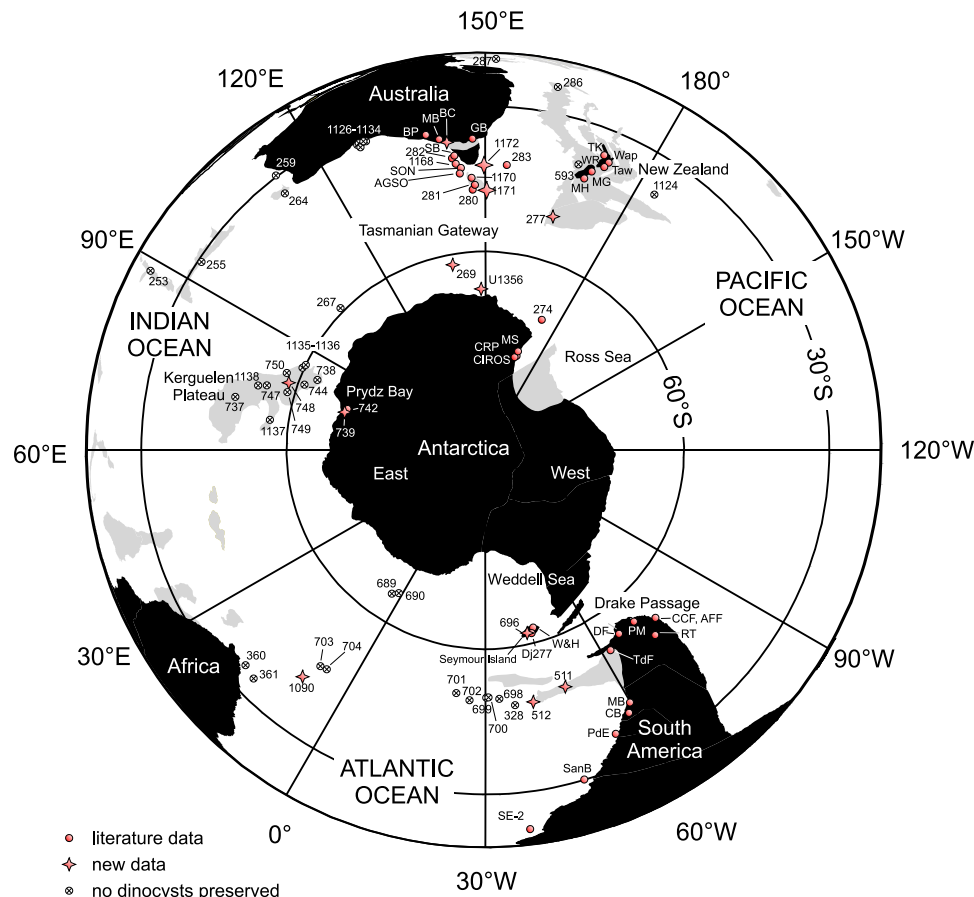 150°E
120°E
180°
90°E
150°W
60°E
120°W
30°E
90°W
0°
60°W
30°W
30°S
60°S
287
286
Australia
BC
MB
BP
GB
1126-1134
SB
282
1168
SON
AGSO
1172
283
1170
281
280
1171
259
264
TK
WR
Wap
593
Taw
MG
MH
New Zealand
1124
277
Tasmanian Gateway
255
253
267
269
U1356
274
PACIFIC
OCEAN
INDIAN
OCEAN
MS
CRP
CIROS
Ross Sea
1135-1136
750
738
Kerguelen
Plateau
1138
747
744
748
737
749
1137
Prydz Bay
742
739
Antarctica
East
West
Weddell Sea
689
690
Drake Passage
696
W&H
Seymour Island
Dj277
DF
PM
CCF, AFF
RT
TdF
Africa
703
704
360
361
1090
701
702
699
700
698
328
512
511
MB
CB
PdE
South
America
SanB
ATLANTIC
OCEAN
SE-2
literature data
new data
no dinocysts preserved